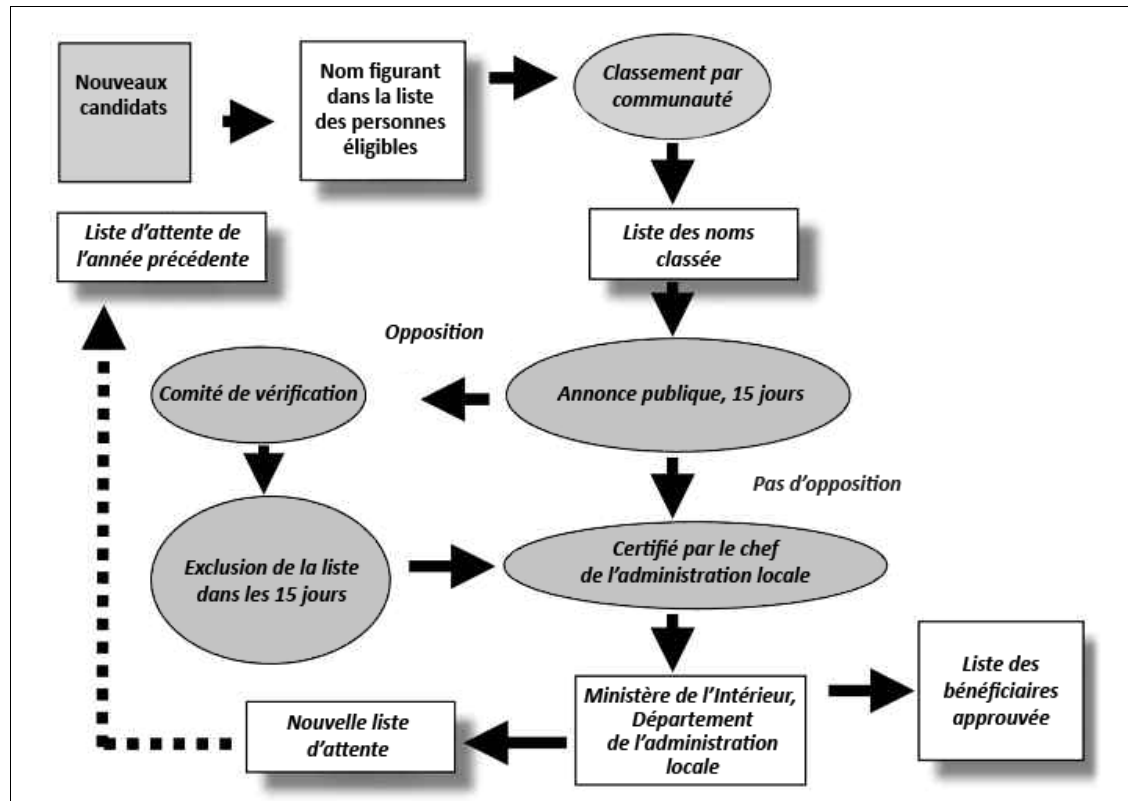 Nouveaux
candidats
Nom figurant
dans la liste
des personnes
éligibles
Classement par
communauté
Liste d’attente de
l’année précédente
Liste des noms
classée
Opposition
Comité de vérification
Annonce publique, 15 jours
Pas d’opposition
Exclusion de la liste
dans les 15 jours
Certifié par le chef
de l’administration locale
Ministère de l’Intérieur,
Département
de l’administration
locale
Liste des
bénéficiaires
approuvée
Nouvelle liste
d’attente